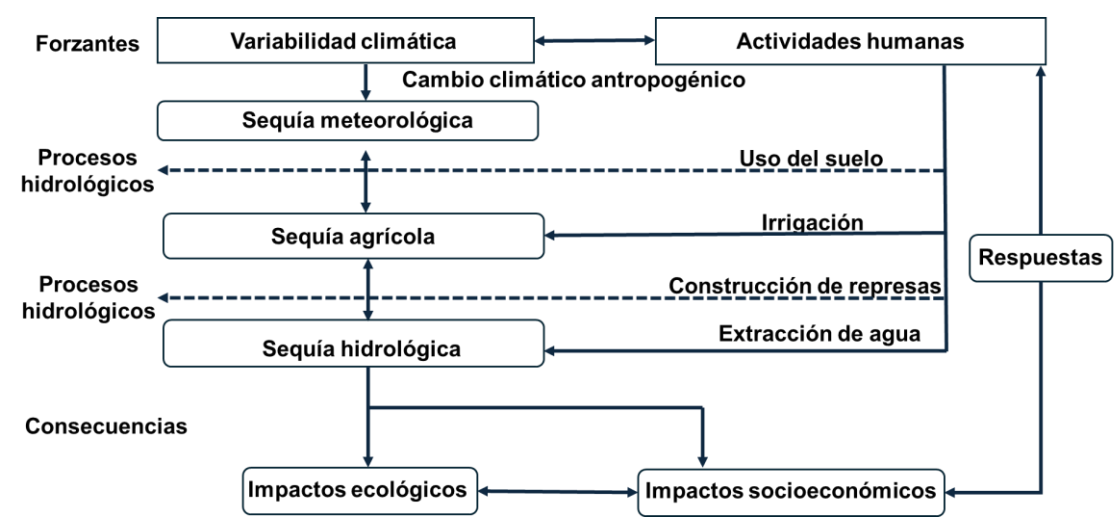 Forzantes
Variabilidad climática
Actividades humanas
Cambio climático antropogénico
Sequía meteorológica
Procesos
hidrológicos
Uso del suelo
Sequía agrícola
Irrigación
Respuestas
Procesos
hidrológicos
Construcción de represas
Sequía hidrológica
Extracción de agua
Consecuencias
Impactos ecológicos
Impactos socioeconómicos